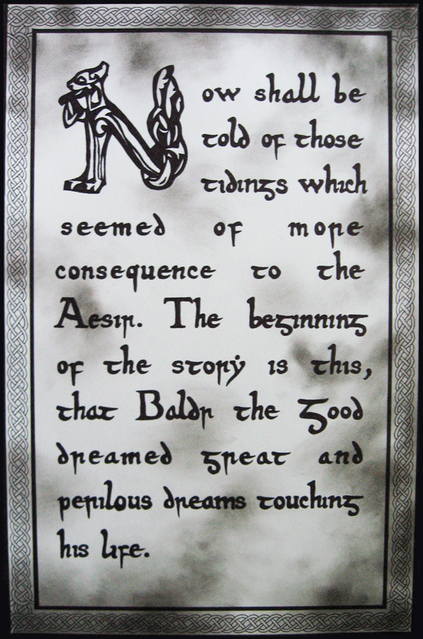 Now shall be
told of those
tidings which
seemed of more
consequence to the
Aesir. The beginning
of the story is this,
that Baldr the Good
dreamed great and
perilous dreams touching
his life.